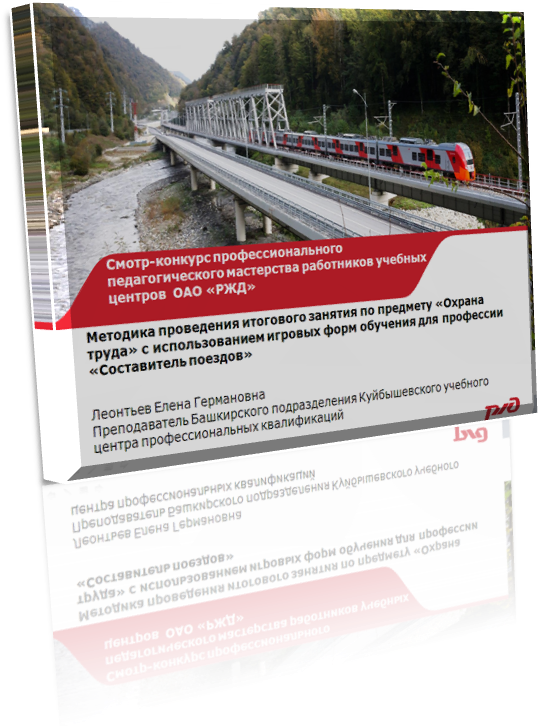 Смотр-конкурс профессионального
педагогического мастерства работников учебных
центров ОАО «РЖД»
Методика проведения итогового занятия по предмету «Охрана
труда» с использованием игровых форм обучения для профессии
«Составитель поездов»
Леонтьев Елена Германовна
Преподаватель Башкирского подразделения Куйбышевского учебного
центра профессиональных квалификаций
РЖД